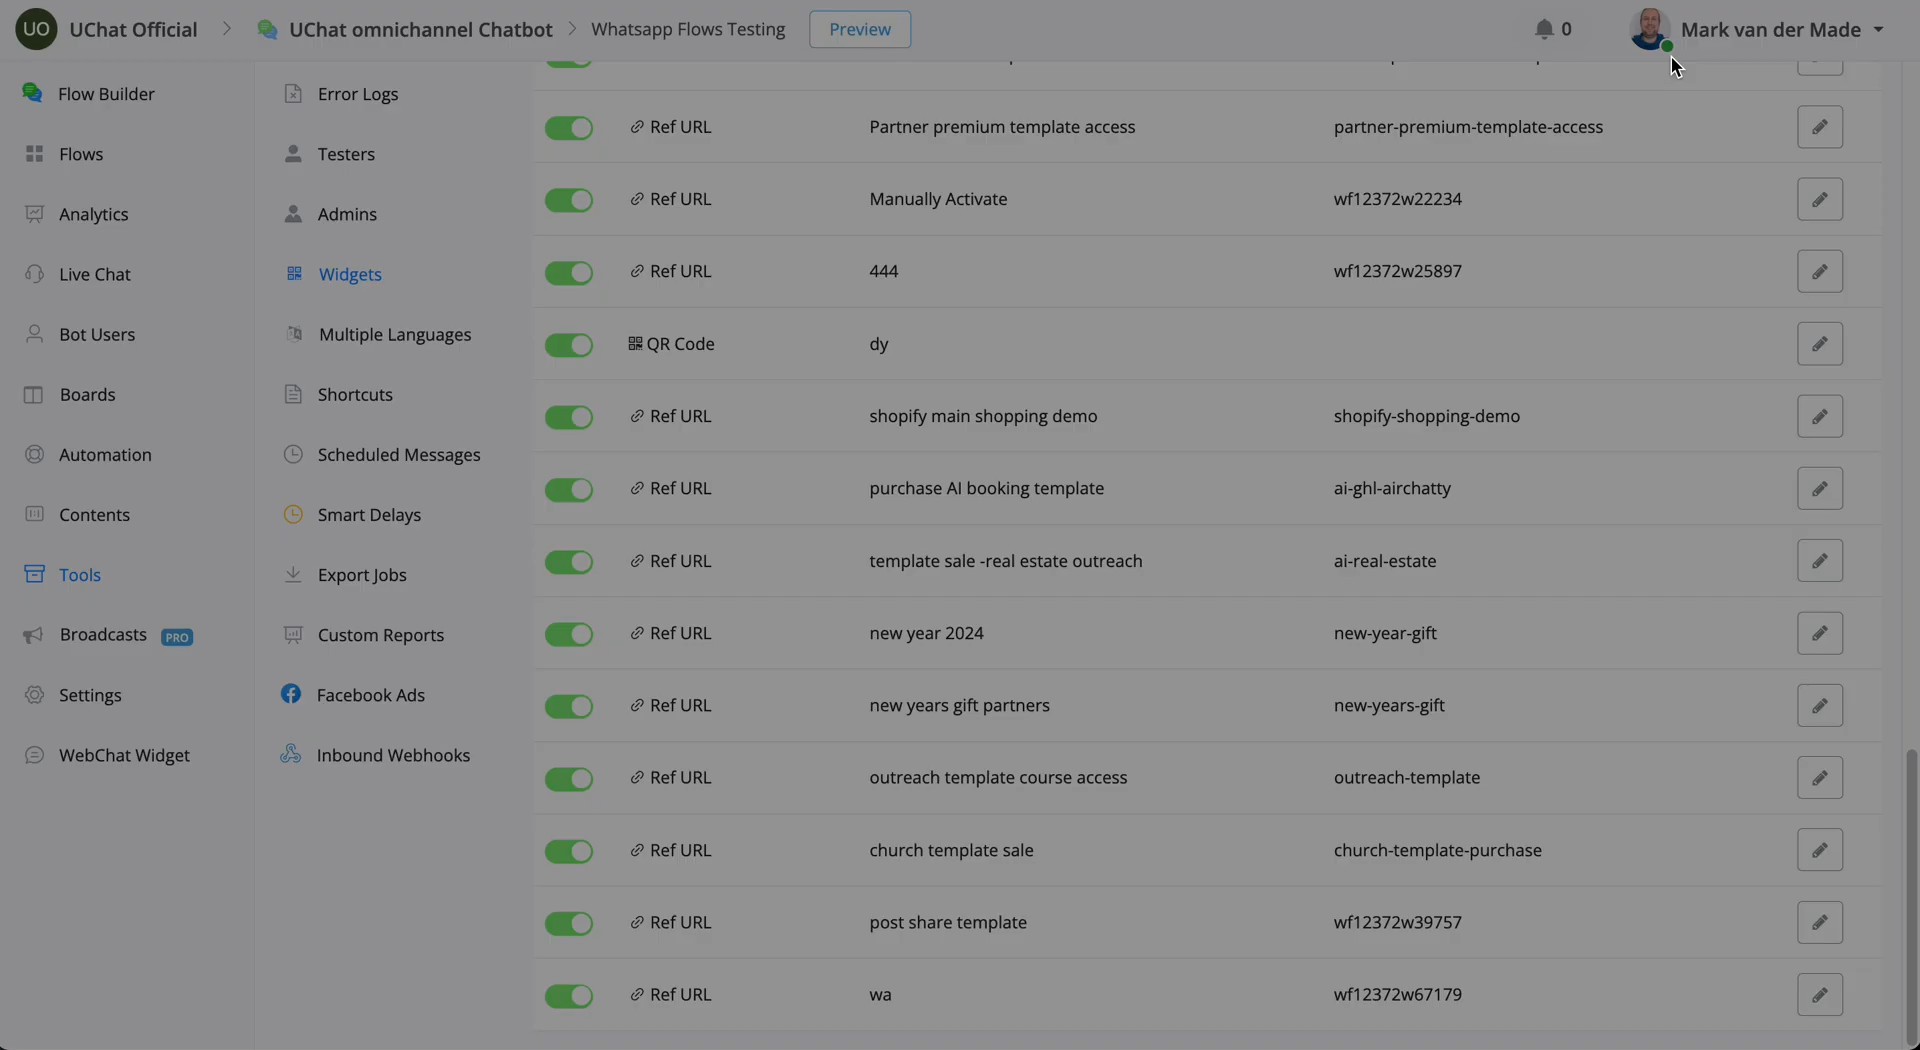 UO UChat Official UChat omnichannel Chatbot Whatsapp Flows Testing Preview 0 Mark van der Made
Flow Builder
Flows
Analytics
Live Chat
Bot Users
Boards
Automation
Contents
Tools
Broadcasts PRO
Settings
WebChat Widget
Error Logs
Testers
Admins
Widgets
Multiple Languages
Shortcuts
Scheduled Messages
Smart Delays
Export Jobs
Custom Reports
Facebook Ads
Inbound Webhooks
Ref URL Partner premium template access partner-premium-template-access
Ref URL Manually Activate wf12372w22234
Ref URL 444 wf12372w25897
QR Code dy
Ref URL shopify main shopping demo shopify-shopping-demo
Ref URL purchase AI booking template ai-ghl-airchatty
Ref URL template sale -real estate outreach ai-real-estate
Ref URL new year 2024 new-year-gift
Ref URL new years gift partners new-years-gift
Ref URL outreach template course access outreach-template
Ref URL church template sale church-template-purchase
Ref URL post share template wf12372w39757
Ref URL wa wf12372w67179